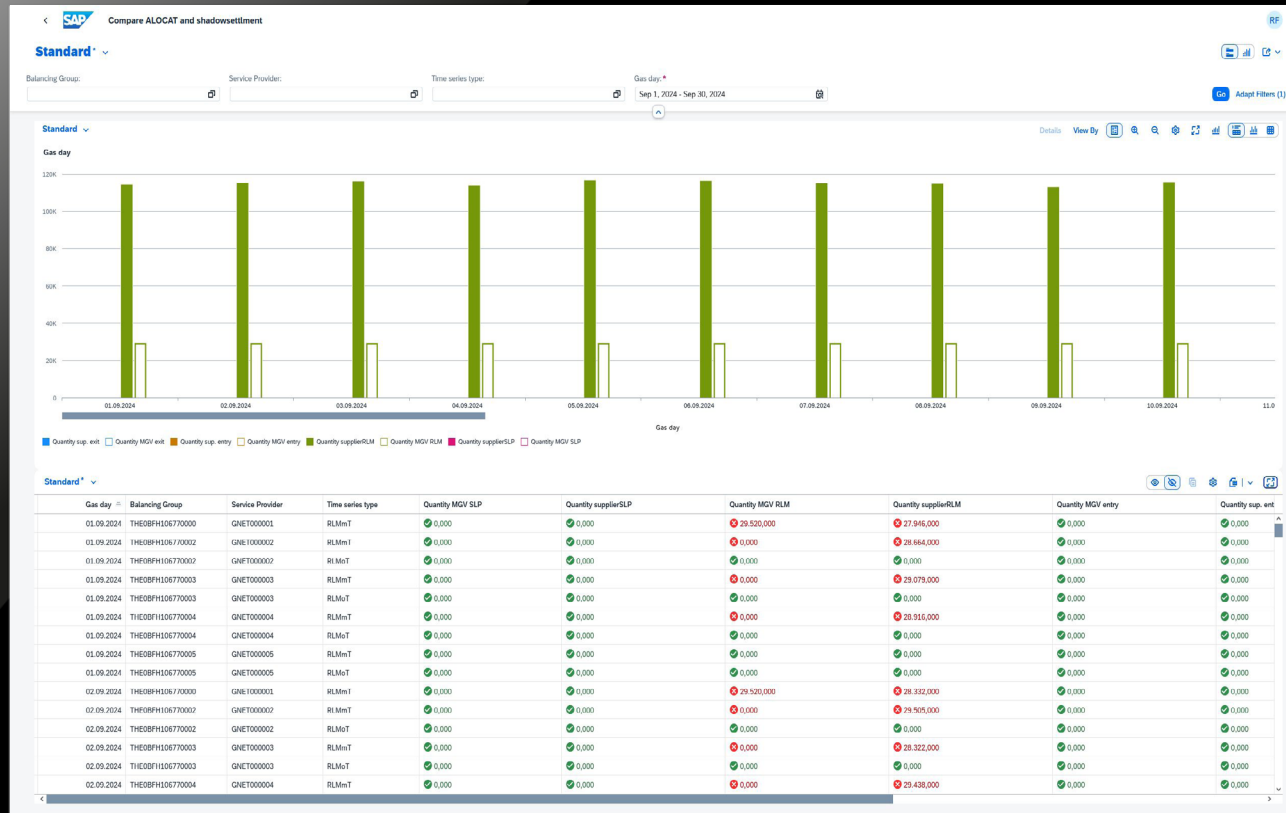 SAP Compare ALOCAT and shadowsettlment RF
Standard*
Balancing Group: Service Provider: Time series type: Gas day:*
Sep 1, 2024 - Sep 30, 2024 Go Adapt Filters (1)
Standard Details View By
Gas day
120K
100K
80K
60K
40K
20K
0
01.09.2024 02.09.2024 03.09.2024 04.09.2024 05.09.2024 06.09.2024 07.09.2024 08.09.2024 09.09.2024 10.09.2024 11.0
Gas day
Quantity sup. exit Quantity MGV exit Quantity sup. entry Quantity MGV entry Quantity supplierRLM Quantity MGV RLM Quantity supplierSLP Quantity MGV SLP
Standard*
Gas day Balancing Group Service Provider Time series type Quantity MGV SLP Quantity supplierSLP Quantity MGV RLM Quantity supplierRLM Quantity MGV entry Quantity sup. ent
01.09.2024 THE0BFH106770000 GNET000001 RLMmT 0,000 0,000 29.520,000 27.946,000 0,000 0,000
01.09.2024 THE0BFH106770002 GNET000002 RLMmT 0,000 0,000 0,000 28.664,000 0,000 0,000
01.09.2024 THE0BFH106770002 GNET000002 RLMoT 0,000 0,000 0,000 0,000 0,000 0,000
01.09.2024 THE0BFH106770003 GNET000003 RLMmT 0,000 0,000 0,000 29.079,000 0,000 0,000
01.09.2024 THE0BFH106770003 GNET000003 RLMoT 0,000 0,000 0,000 0,000 0,000 0,000
01.09.2024 THE0BFH106770004 GNET000004 RLMmT 0,000 0,000 0,000 28.916,000 0,000 0,000
01.09.2024 THE0BFH106770004 GNET000004 RLMoT 0,000 0,000 0,000 0,000 0,000 0,000
01.09.2024 THE0BFH106770005 GNET000005 RLMmT 0,000 0,000 0,000 0,000 0,000 0,000
01.09.2024 THE0BFH106770005 GNET000005 RLMoT 0,000 0,000 0,000 0,000 0,000 0,000
02.09.2024 THE0BFH106770000 GNET000001 RLMmT 0,000 0,000 29.520,000 28.332,000 0,000 0,000
02.09.2024 THE0BFH106770002 GNET000002 RLMmT 0,000 0,000 0,000 29.505,000 0,000 0,000
02.09.2024 THE0BFH106770002 GNET000002 RLMoT 0,000 0,000 0,000 0,000 0,000 0,000
02.09.2024 THE0BFH106770003 GNET000003 RLMmT 0,000 0,000 0,000 28.322,000 0,000 0,000
02.09.2024 THE0BFH106770003 GNET000003 RLMoT 0,000 0,000 0,000 0,000 0,000 0,000
02.09.2024 THE0BFH106770004 GNET000004 RLMmT 0,000 0,000 0,000 29.438,000 0,000 0,000